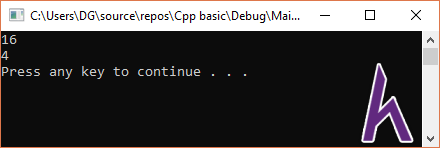 C:\Users\DG\source\repos\Cpp basic\Debug\Mai...
16
4
Press any key to continue . . .